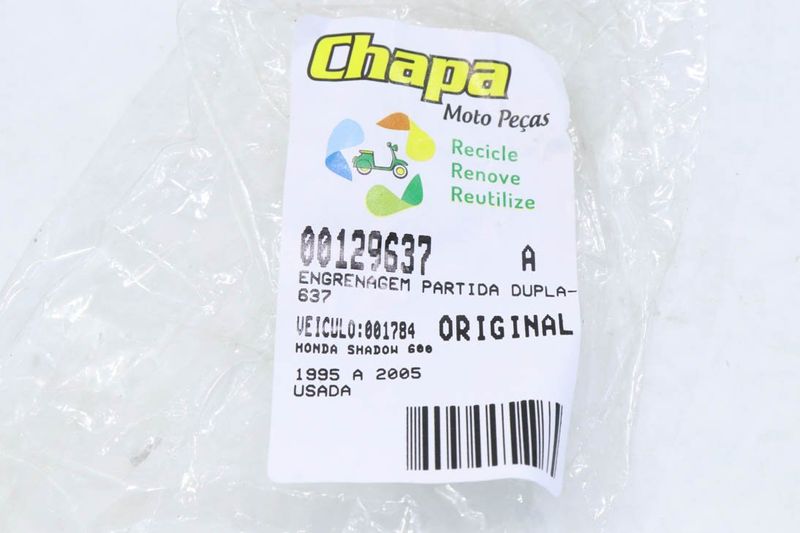 Chapa
Moto Peças
Recicle
Renove
Reutilize
00129637 A
ENGRENAGEM PARTIDA DUPLA-
637
VEICULO:001784 ORIGINAL
HONDA SHADOW 600
1995 A 2005
USADA